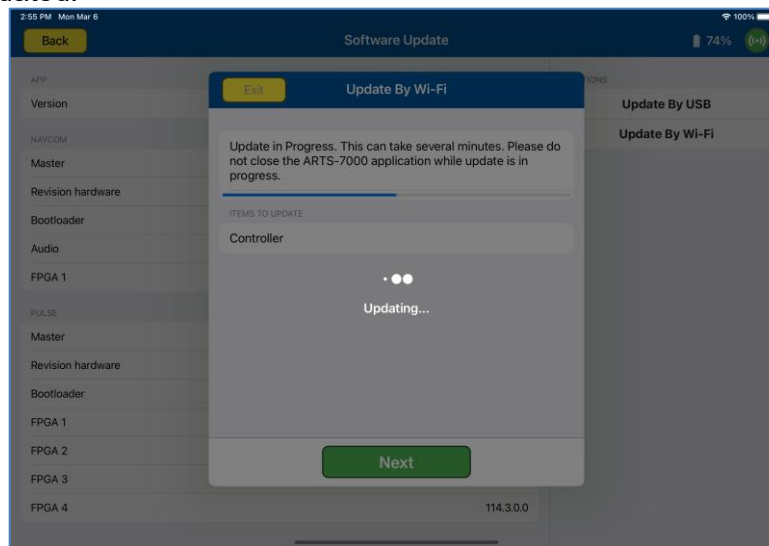 2:55 PM Mon Mar 6
100%
Back
Software Update
74%
APP
Version
NAVCOM
Master
Revision hardware
Bootloader
Audio
FPGA 1
PULSE
Master
Revision hardware
Bootloader
FPGA 1
FPGA 2
FPGA 3
FPGA 4
114.3.0.0
Exit
Update By Wi-Fi
Update in Progress. This can take several minutes. Please do
not close the ARTS-7000 application while update is in
progress.
ITEMS TO UPDATE
Controller
Updating...
Next
IONS
Update By USB
Update By Wi-Fi